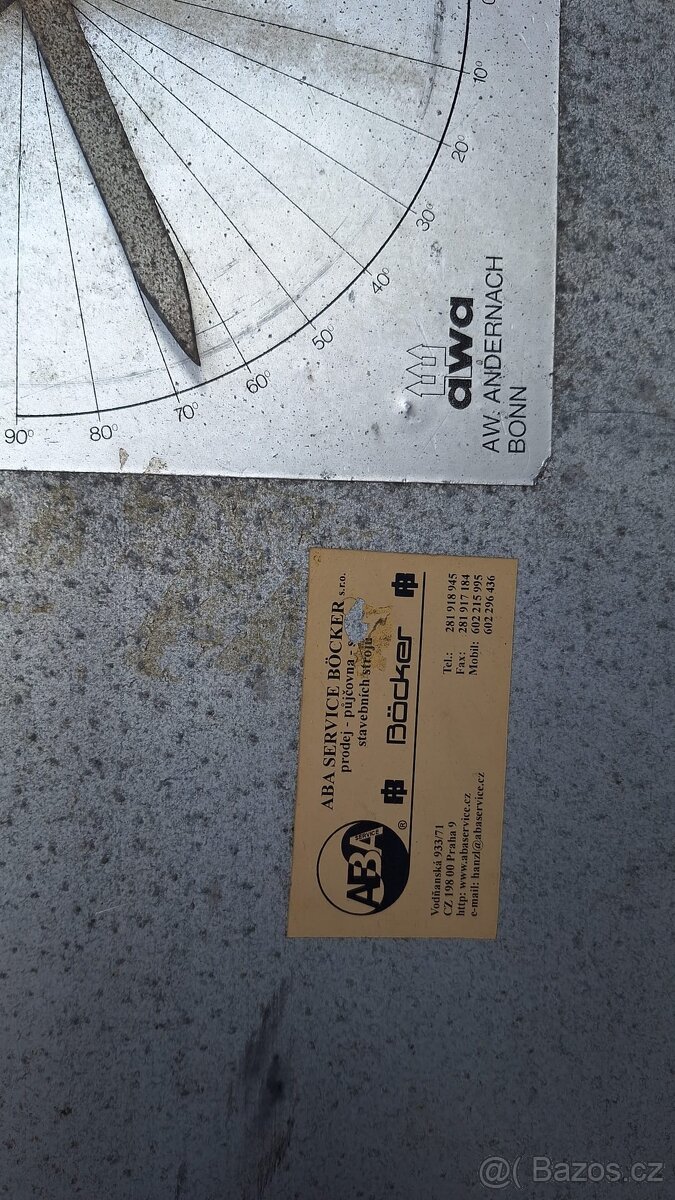 0°
10°
20°
30°
40°
50°
60°
70°
80°
90°
awa
AW. ANDERNACH
BONN
ABA SERVICE BÖCKER s.r.o.
prodej - půjčovna -
stavebních strojů
ABA
SERVICE
®
Böcker
Vodňanská 933/71
CZ 198 00 Praha 9
http: www.abaservice.cz
e-mail: hanzl@abaservice.cz
Tel.: 281 918 945
Fax: 281 917 184
Mobil: 602 215 995
602 296 436
@( Bazos.cz